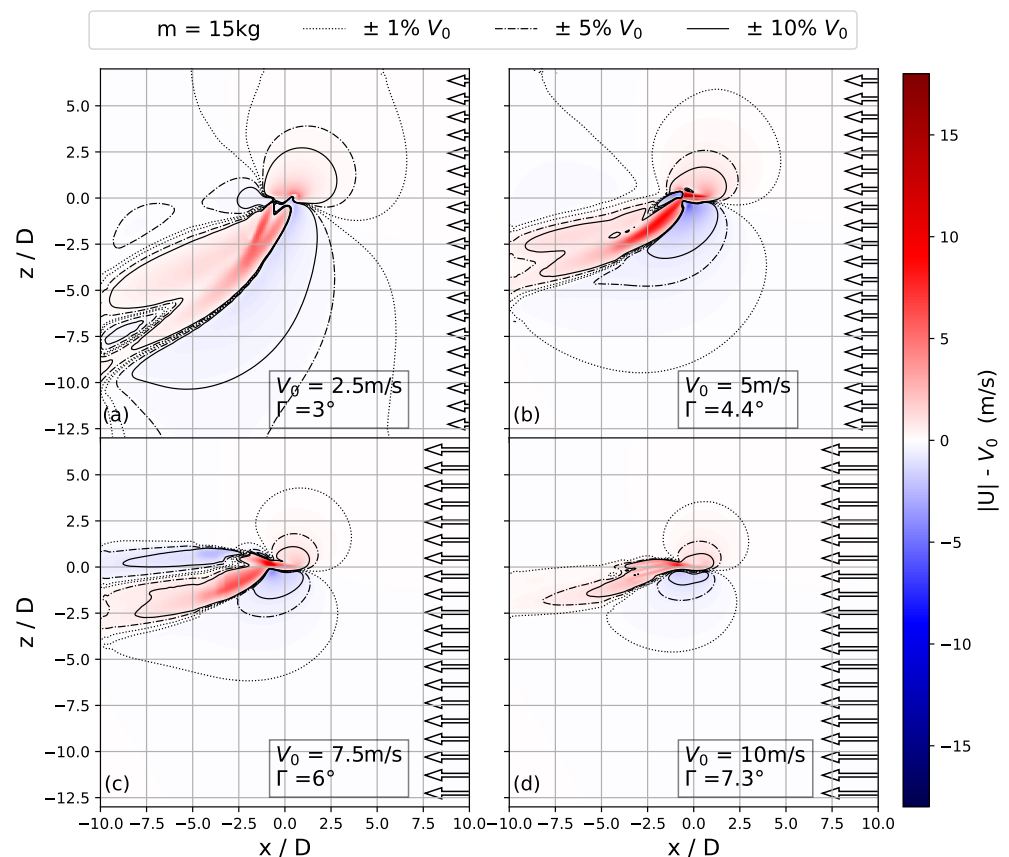 m = 15kg ± 1% V₀ ± 5% V₀ ± 10% V₀
5.0
2.5
0.0
−2.5
−5.0
−7.5
−10.0
−12.5
z / D
(a)
V₀ = 2.5m/s
Γ =3°
(b)
V₀ = 5m/s
Γ =4.4°
5.0
2.5
0.0
−2.5
−5.0
−7.5
−10.0
−12.5
z / D
(c)
V₀ = 7.5m/s
Γ =6°
(d)
V₀ = 10m/s
Γ =7.3°
−10.0 −7.5 −5.0 −2.5 0.0 2.5 5.0 7.5 10.0
x / D
−10.0 −7.5 −5.0 −2.5 0.0 2.5 5.0 7.5 10.0
x / D
15
10
5
0
−5
−10
−15
|U| - V₀ (m/s)